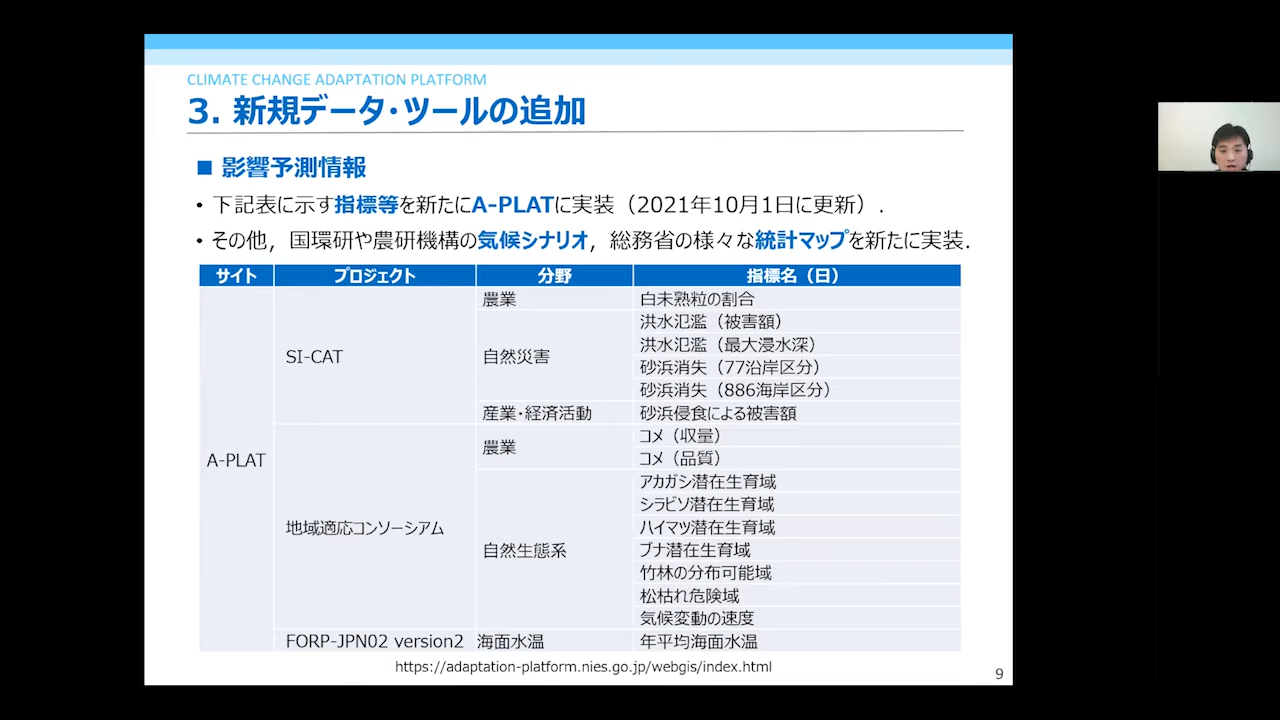 CLIMATE CHANGE ADAPTATION PLATFORM
3. 新規データ・ツールの追加
■ 影響予測情報
• 下記表に示す指標等を新たにA-PLATに実装（2021年10月1日に更新）.
• その他，国環研や農研機構の気候シナリオ，総務省の様々な統計マップを新たに実装.
サイト プロジェクト 分野 指標名（日）
農業 白未熟粒の割合
洪水氾濫（被害額）
洪水氾濫（最大浸水深）
SI-CAT 自然災害
砂浜消失（77沿岸区分）
砂浜消失（886海岸区分）
産業・経済活動 砂浜侵食による被害額
コメ（収量）
農業
コメ（品質）
A-PLAT
アカガシ潜在生育域
シラビソ潜在生育域
ハイマツ潜在生育域
地域適応コンソーシアム
自然生態系 ブナ潜在生育域
竹林の分布可能域
松枯れ危険域
気候変動の速度
FORP-JPN02 version2 海面水温 年平均海面水温
https://adaptation-platform.nies.go.jp/webgis/index.html
9